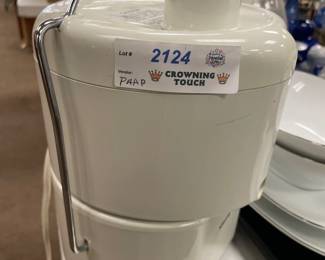 Lot #
2124
Vendor:
PAAP
CROWNING
TOUCH